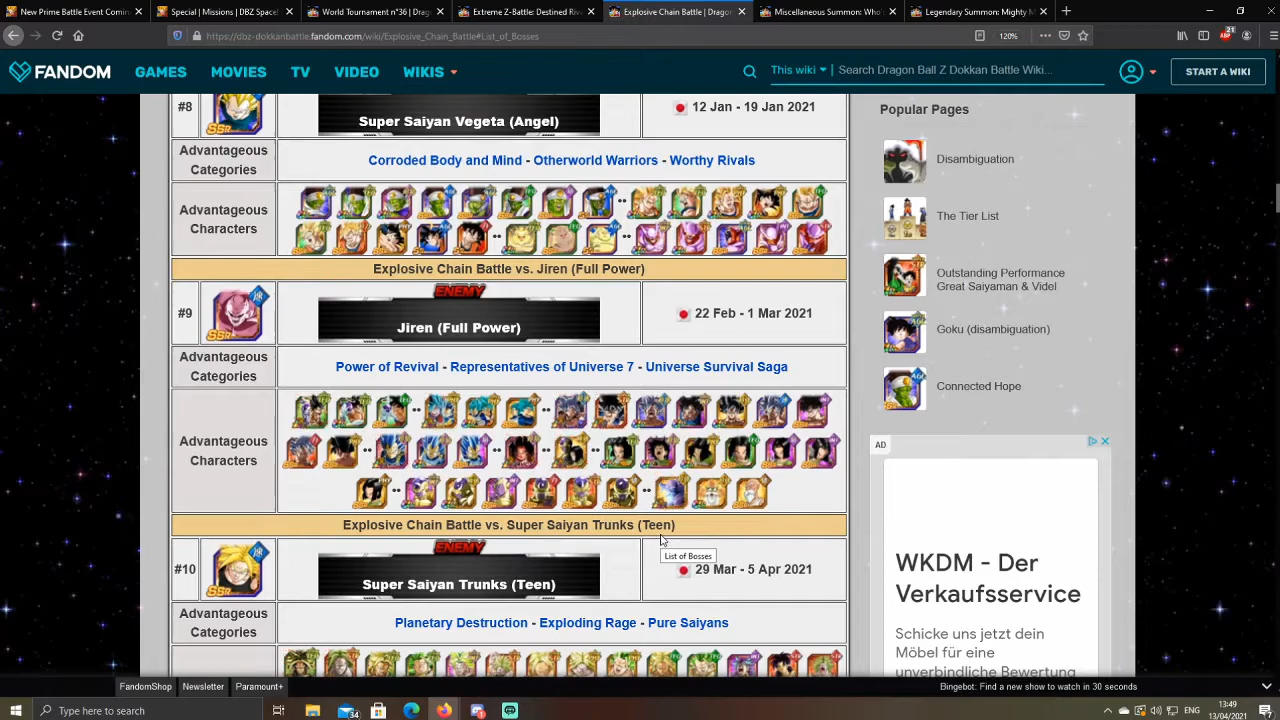 New Prime Battle Event Comin
Special | Missions | DBZ Space
World Tournament n°36 | Drag
Extreme Z-Battle: Destined Riv
Explosive Chain Battle | Dragon
Miscellaneous Summon: Who'
Legendary Summon: Mighty M
https://dbz-dokkanbattle.fandom.com/wiki/Explosive_Chain_Battle#List_of_Bosses
120%
FANDOM
GAMES
MOVIES
TV
VIDEO
WIKIS
This wiki
Search Dragon Ball Z Dokkan Battle Wiki...
START A WIKI
#8
SSR
Super Saiyan Vegeta (Angel)
12 Jan - 19 Jan 2021
Advantageous
Categories
Corroded Body and Mind - Otherworld Warriors - Worthy Rivals
Advantageous
Characters
Explosive Chain Battle vs. Jiren (Full Power)
#9
SSR
ENEMY
Jiren (Full Power)
22 Feb - 1 Mar 2021
Advantageous
Categories
Power of Revival - Representatives of Universe 7 - Universe Survival Saga
Advantageous
Characters
Explosive Chain Battle vs. Super Saiyan Trunks (Teen)
List of Bosses
#10
SSR
ENEMY
Super Saiyan Trunks (Teen)
29 Mar - 5 Apr 2021
Advantageous
Categories
Planetary Destruction - Exploding Rage - Pure Saiyans
Popular Pages
Disambiguation
The Tier List
Outstanding Performance
Great Saiyaman & Videl
Goku (disambiguation)
Connected Hope
AD
WKDM - Der
Verkaufsservice
Schicke uns jetzt dein
Möbel für eine
unverbindliche Bewertung
FandomShop
Newsletter
Paramount+
Bingebot: Find a new show to watch in 30 seconds
Type here to search
34
ENG
13:49
13/04/2021